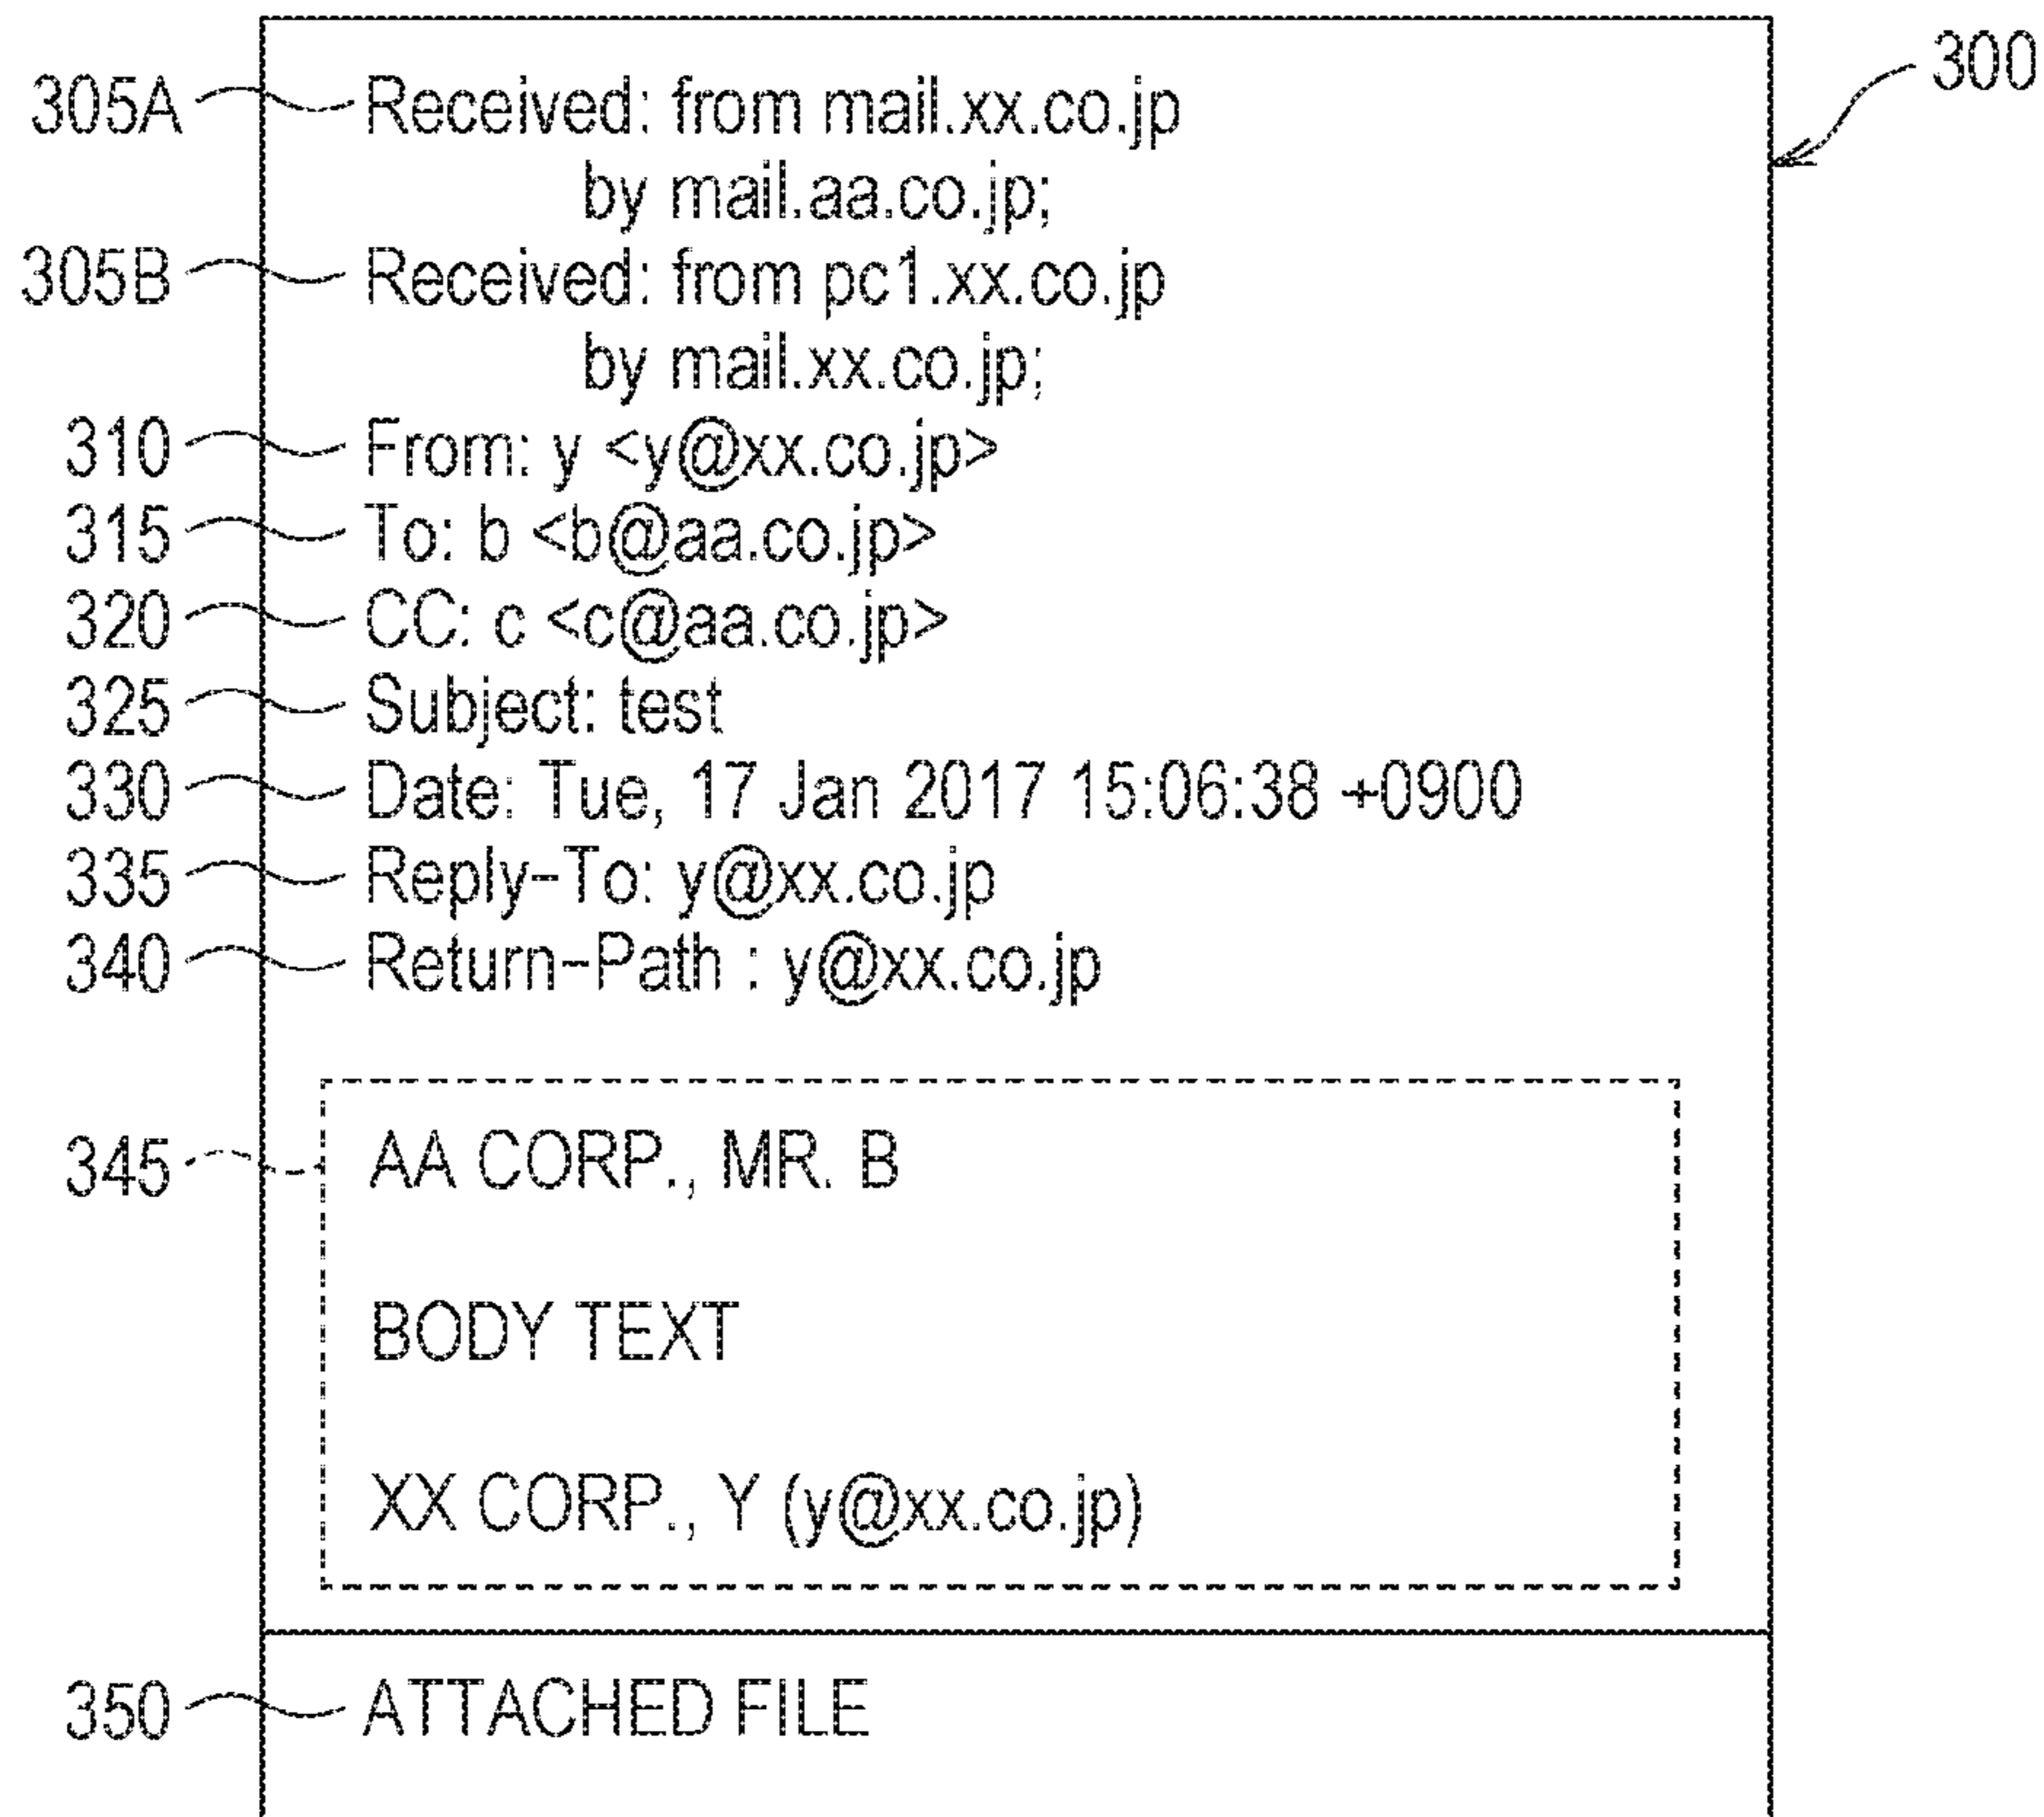 300
305A Received: from mail.xx.co.jp
by mail.aa.co.jp;
305B Received: from pc1.xx.co.jp
by mail.xx.co.jp;
310 From: y <y@xx.co.jp>
315 To: b <b@aa.co.jp>
320 CC: c <c@aa.co.jp>
325 Subject: test
330 Date: Tue, 17 Jan 2017 15:06:38 +0900
335 Reply-To: y@xx.co.jp
340 Return-Path : y@xx.co.jp
345 AA CORP., MR. B
BODY TEXT
XX CORP., Y (y@xx.co.jp)
350 ATTACHED FILE